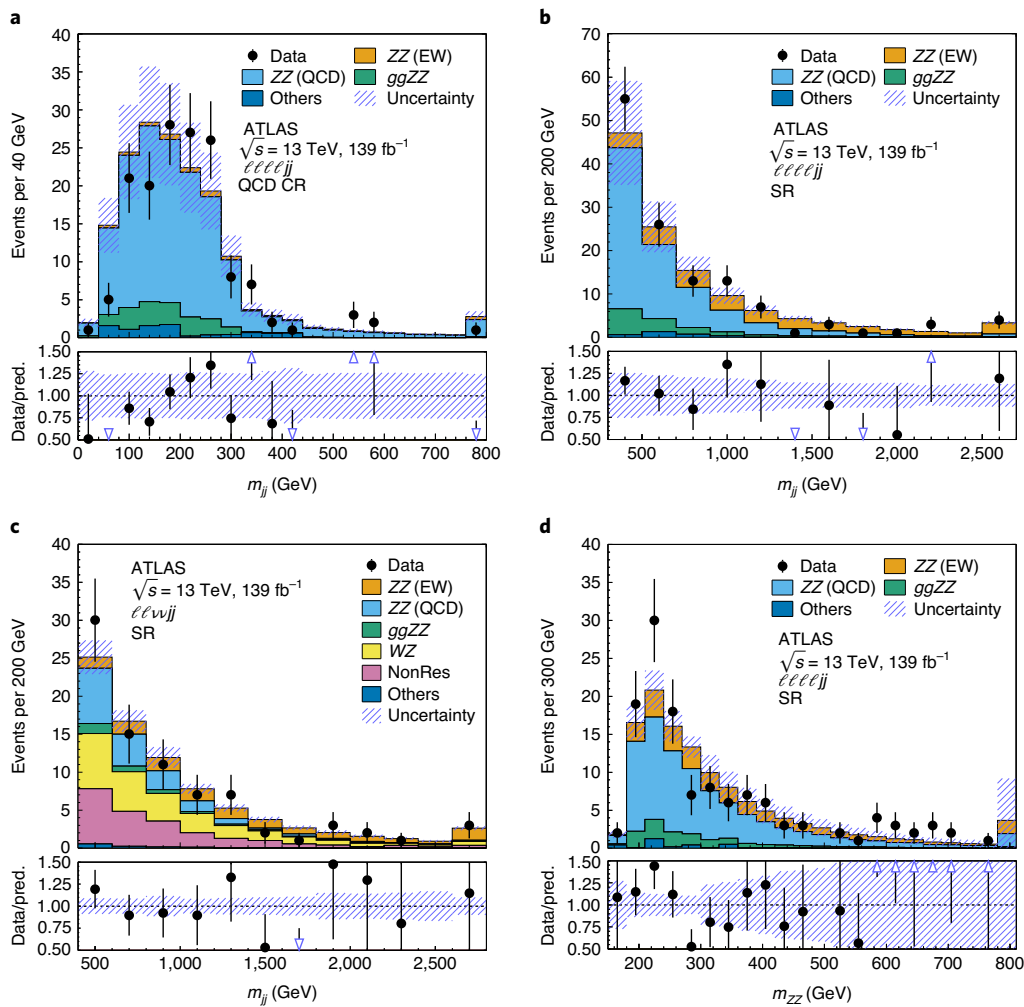 a
Events per 40 GeV
40
35
30
25
20
15
10
5
0
Data
ZZ (EW)
ZZ (QCD)
ggZZ
Others
Uncertainty
ATLAS
√s = 13 TeV, 139 fb⁻¹
ℓℓℓℓjj
QCD CR
Data/pred.
1.50
1.25
1.00
0.75
0.50
0 100 200 300 400 500 600 700 800
m_jj (GeV)
b
Events per 200 GeV
70
60
50
40
30
20
10
0
Data
ZZ (EW)
ZZ (QCD)
ggZZ
Others
Uncertainty
ATLAS
√s = 13 TeV, 139 fb⁻¹
ℓℓℓℓjj
SR
Data/pred.
1.50
1.25
1.00
0.75
0.50
500 1,000 1,500 2,000 2,500
m_jj (GeV)
c
Events per 200 GeV
40
35
30
25
20
15
10
5
0
ATLAS
√s = 13 TeV, 139 fb⁻¹
ℓℓννjj
SR
Data
ZZ (EW)
ZZ (QCD)
ggZZ
WZ
NonRes
Others
Uncertainty
Data/pred.
1.50
1.25
1.00
0.75
0.50
500 1,000 1,500 2,000 2,500
m_jj (GeV)
d
Events per 300 GeV
40
35
30
25
20
15
10
5
0
Data
ZZ (EW)
ZZ (QCD)
ggZZ
Others
Uncertainty
ATLAS
√s = 13 TeV, 139 fb⁻¹
ℓℓℓℓjj
SR
Data/pred.
1.50
1.25
1.00
0.75
0.50
200 300 400 500 600 700 800
m_ZZ (GeV)